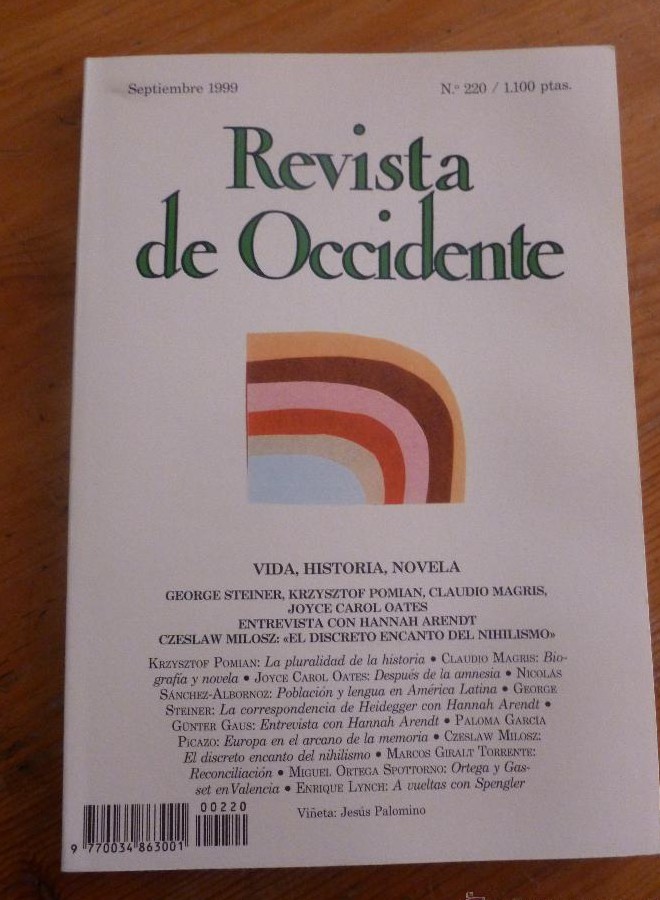 Septiembre 1999
N.º 220 / 1.100 ptas.
Revista
de Occidente
VIDA, HISTORIA, NOVELA
GEORGE STEINER, KRZYSZTOF POMIAN, CLAUDIO MAGRIS,
JOYCE CAROL OATES
ENTREVISTA CON HANNAH ARENDT
CZESLAW MILOSZ: «EL DISCRETO ENCANTO DEL NIHILISMO»
KRZYSZTOF POMIAN: La pluralidad de la historia • CLAUDIO MAGRIS: Bio-
grafía y novela • JOYCE CAROL OATES: Después de la amnesia • NICOLÁS
SÁNCHEZ-ALBORNOZ: Población y lengua en América Latina • GEORGE
STEINER: La correspondencia de Heidegger con Hannah Arendt •
GÜNTER GAUS: Entrevista con Hannah Arendt • PALOMA GARCÍA
PICAZO: Europa en el arcano de la memoria • CZESLAW MILOSZ:
El discreto encanto del nihilismo • MARCOS GIRALT TORRENTE:
Reconciliación • MIGUEL ORTEGA SPOTTORNO: Ortega y Gas-
set en Valencia • ENRIQUE LYNCH: A vueltas con Spengler
Viñeta: Jesús Palomino
00220
9 770034 863001